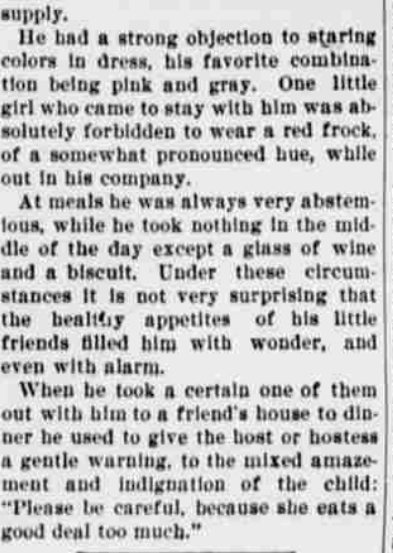 supply.
He had a strong objection to staring
colors in dress, his favorite combina-
tion being pink and gray. One little
girl who came to stay with him was ab-
solutely forbidden to wear a red frock,
of a somewhat pronounced hue, while
out in his company.
At meals he was always very abstem-
ious, while he took nothing in the mid-
dle of the day except a glass of wine
and a biscuit. Under these circum-
stances it is not very surprising that
the healthy appetites of his little
friends filled him with wonder, and
even with alarm.
When he took a certain one of them
out with him to a friend's house to din-
ner he used to give the host or hostess
a gentle warning, to the mixed amaze-
ment and indignation of the child:
"Please be careful, because she eats a
good deal too much."